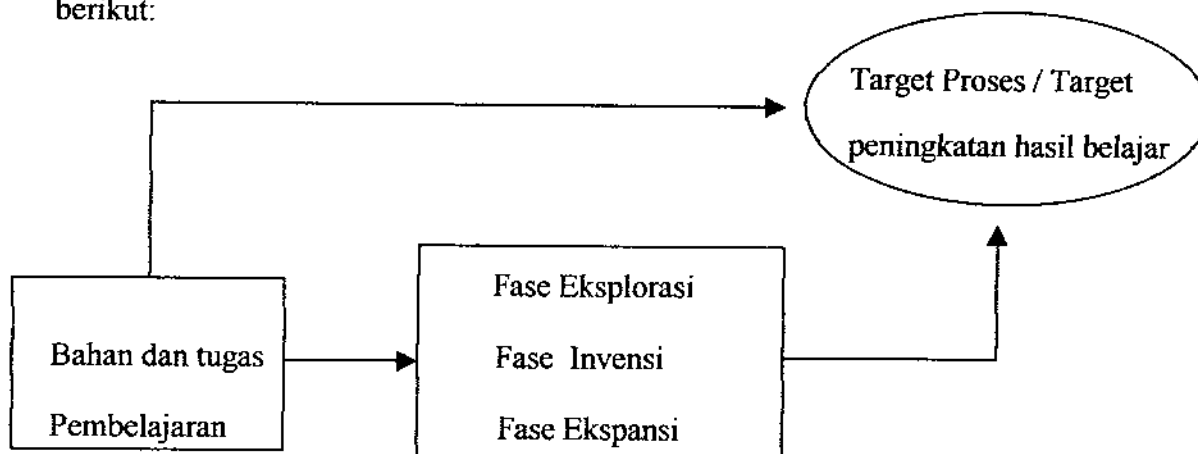 berikut:
Target Proses / Target
peningkatan hasil belajar
Bahan dan tugas
Pembelajaran
Fase Eksplorasi
Fase Invensi
Fase Ekspansi